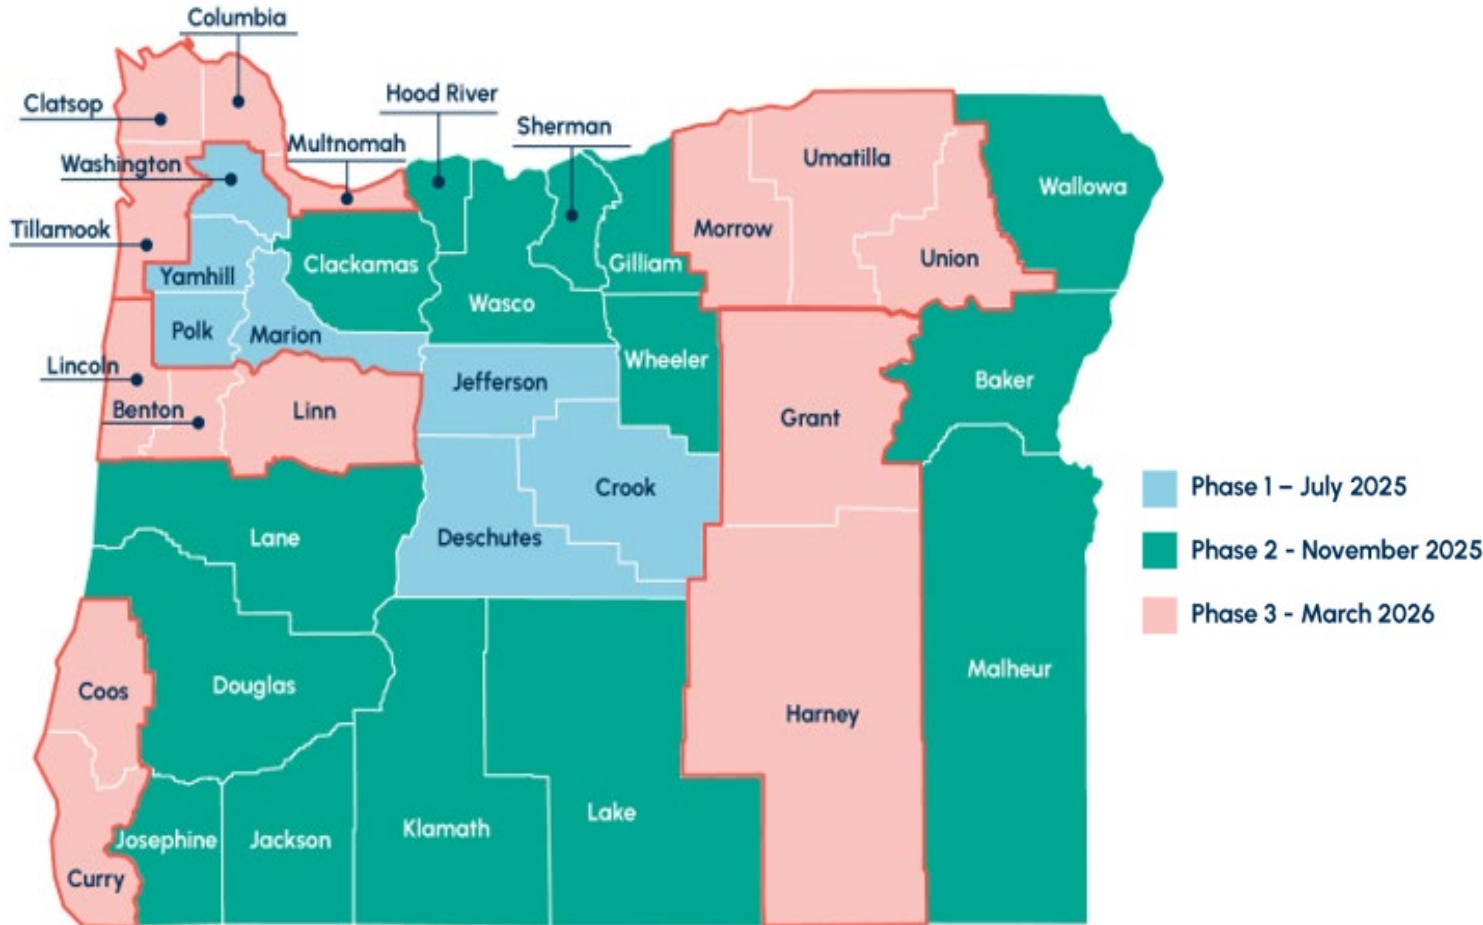 Columbia
Clatsop
Hood River
Sherman
Multnomah
Washington
Umatilla
Wallowa
Tillamook
Morrow
Union
Yamhill
Clackamas
Gilliam
Wasco
Polk
Marion
Lincoln
Wheeler
Jefferson
Baker
Benton
Linn
Grant
Crook
Phase 1 – July 2025
Lane
Deschutes
Phase 2 - November 2025
Phase 3 - March 2026
Coos
Douglas
Malheur
Harney
Josephine
Jackson
Klamath
Lake
Curry